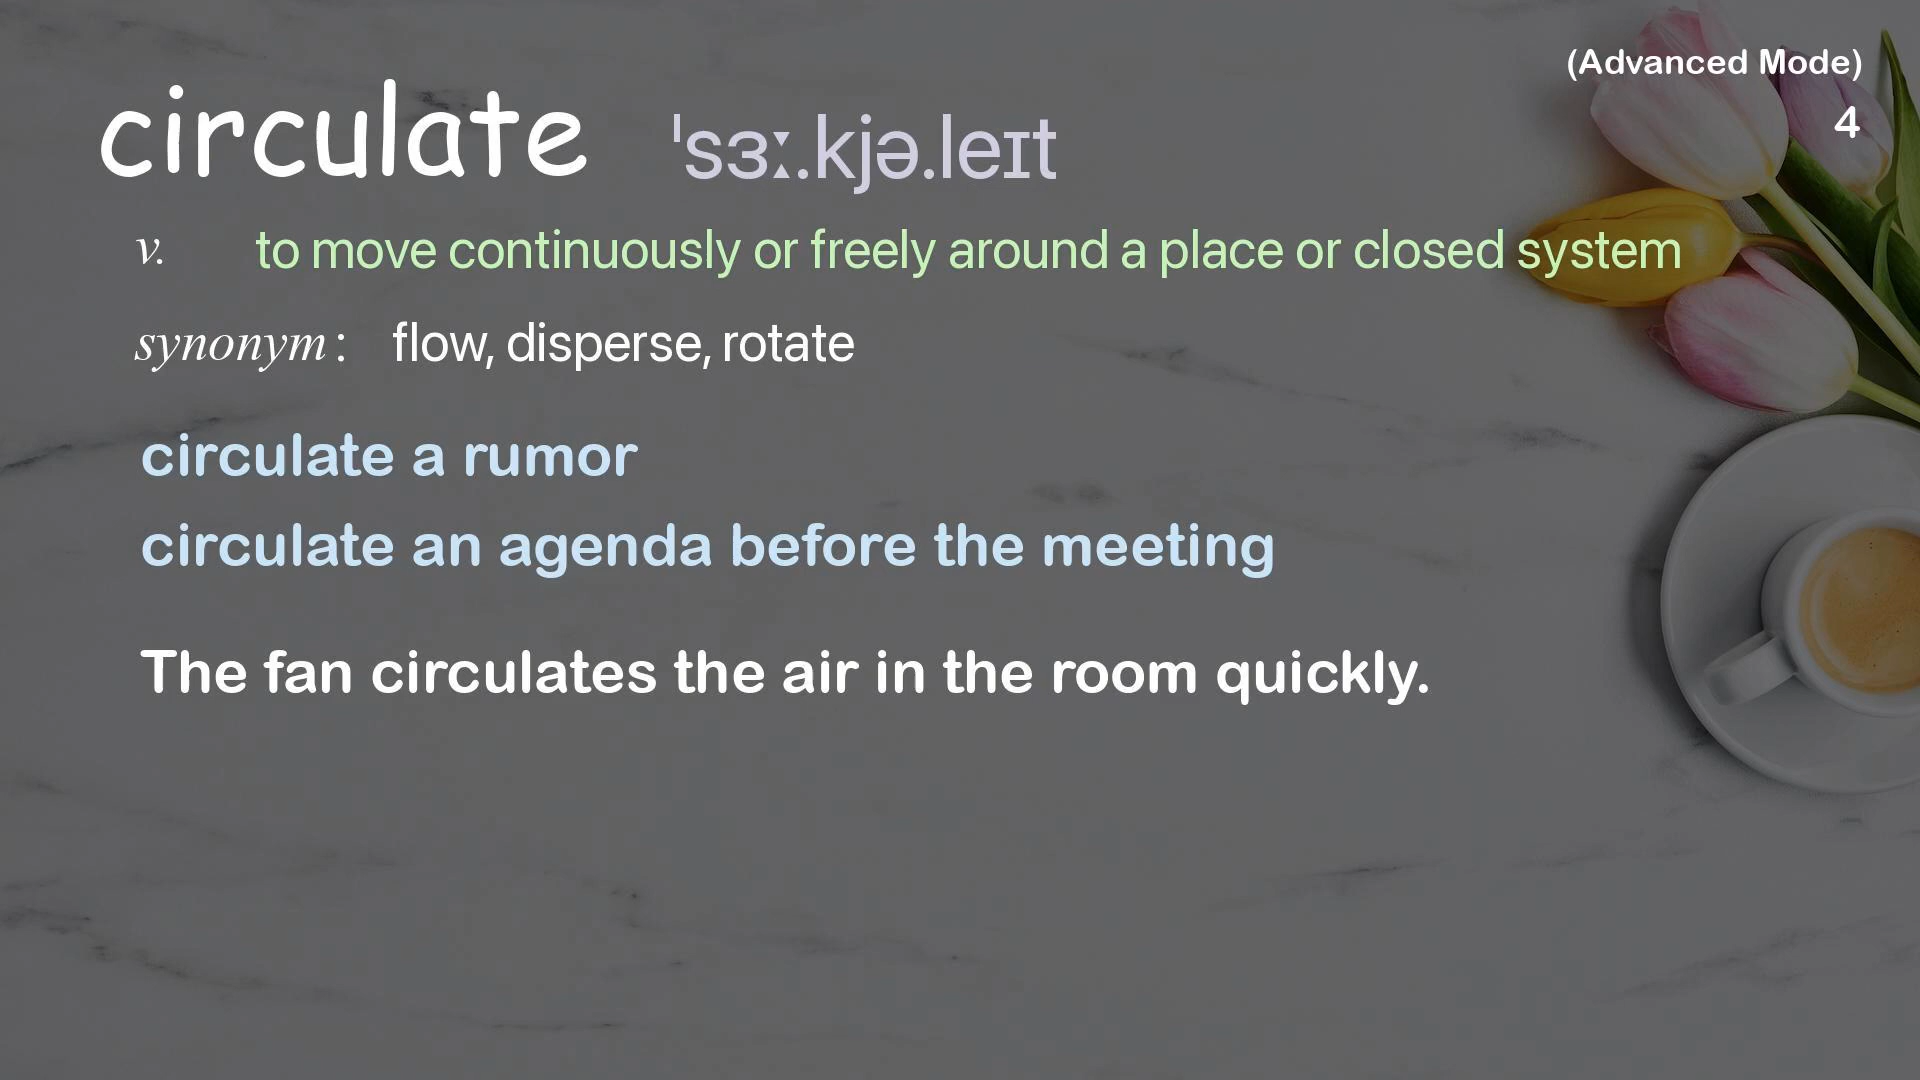 (Advanced Mode)
4
circulate ˈsɜː.kjə.leɪt
v. to move continuously or freely around a place or closed system
synonym : flow, disperse, rotate
circulate a rumor
circulate an agenda before the meeting
The fan circulates the air in the room quickly.